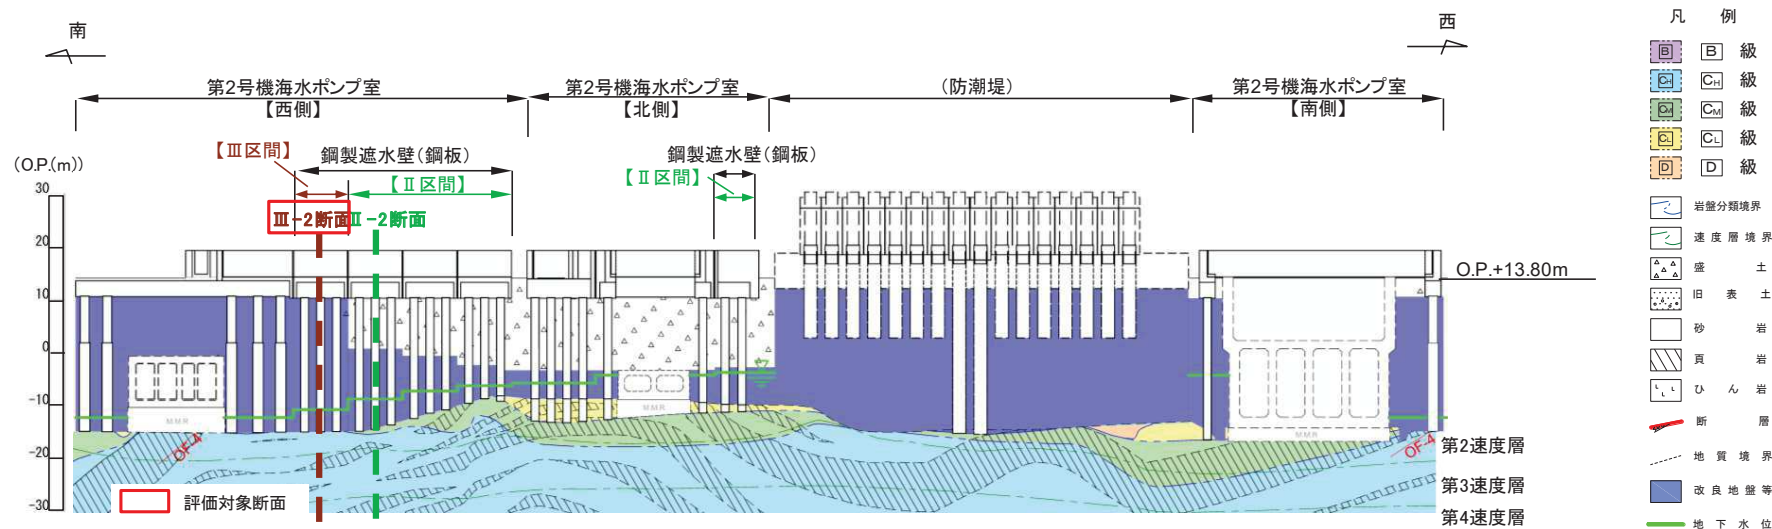 南
西
第2号機海水ポンプ室
【西側】
第2号機海水ポンプ室
【北側】
(防潮堤)
第2号機海水ポンプ室
【南側】
【Ⅲ区間】
鋼製遮水壁(鋼板)
【Ⅱ区間】
鋼製遮水壁(鋼板)
【Ⅱ区間】
(O.P.(m))
Ⅲ-2断面
Ⅱ-2断面
30
20
10
0
-10
-20
-30
O.P.+13.80m
MMR
MMR
MMR
OF-4
OF-4
第2速度層
第3速度層
第4速度層
評価対象断面
凡 例
B B 級
CH CH 級
CM CM 級
CL CL 級
D D 級
岩盤分類境界
速度層境界
盛 土
旧 表 土
砂 岩
頁 岩
ひ ん 岩
断 層
地 質 境 界
改 良 地 盤 等
地 下 水 位